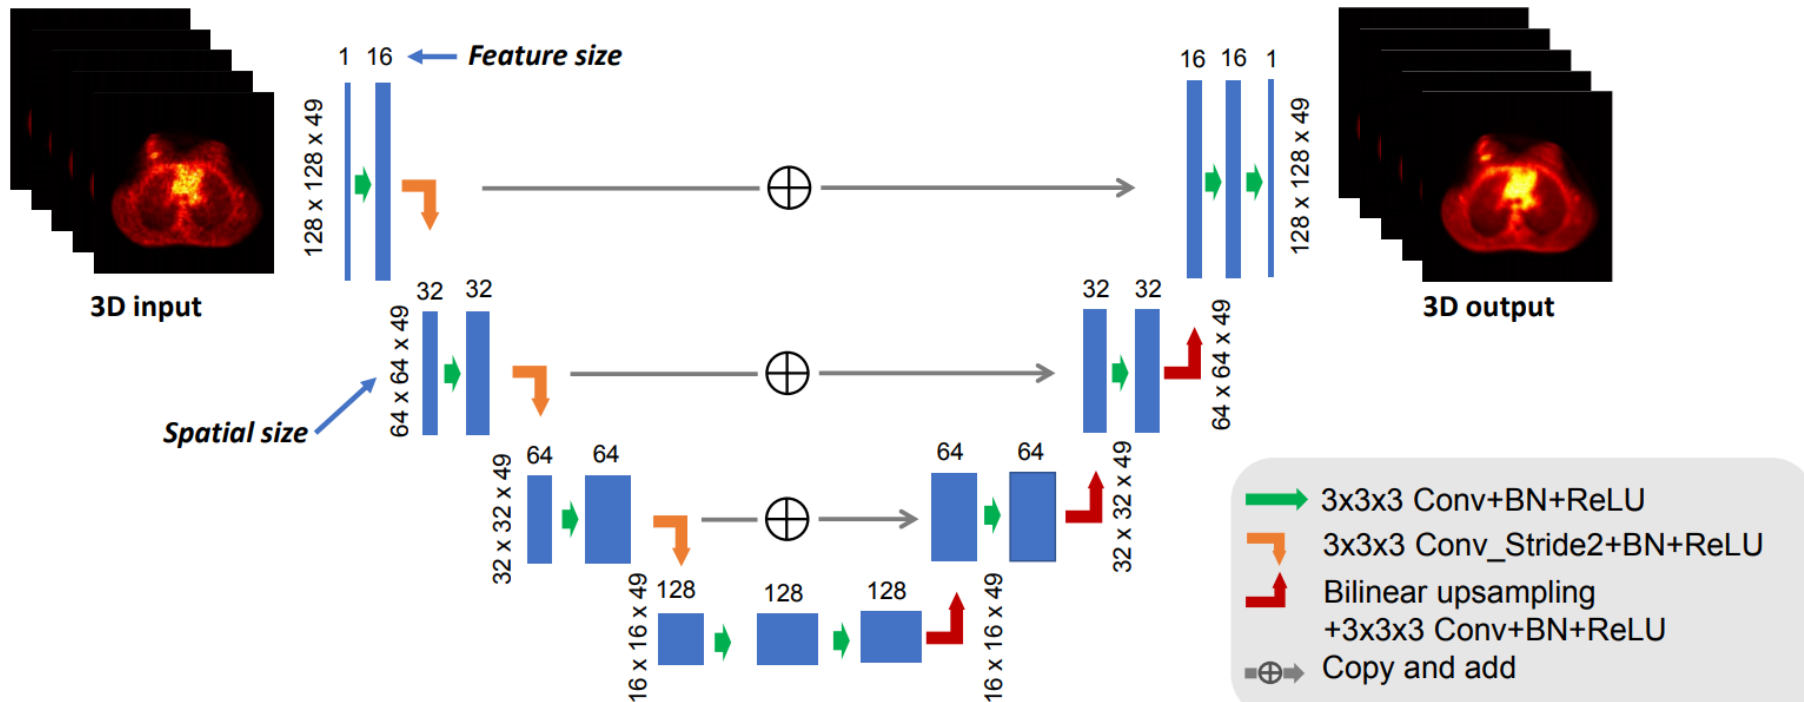 1 16 Feature size
128 x 128 x 49
3D input
32 32
64 x 64 x 49
Spatial size
64 64
32 x 32 x 49
128 128 128
16 x 16 x 49
16 x 16 x 49
64 64
32 x 32 x 49
32 32
64 x 64 x 49
16 16 1
128 x 128 x 49
3D output
3x3x3 Conv+BN+ReLU
3x3x3 Conv_Stride2+BN+ReLU
Bilinear upsampling
+3x3x3 Conv+BN+ReLU
Copy and add